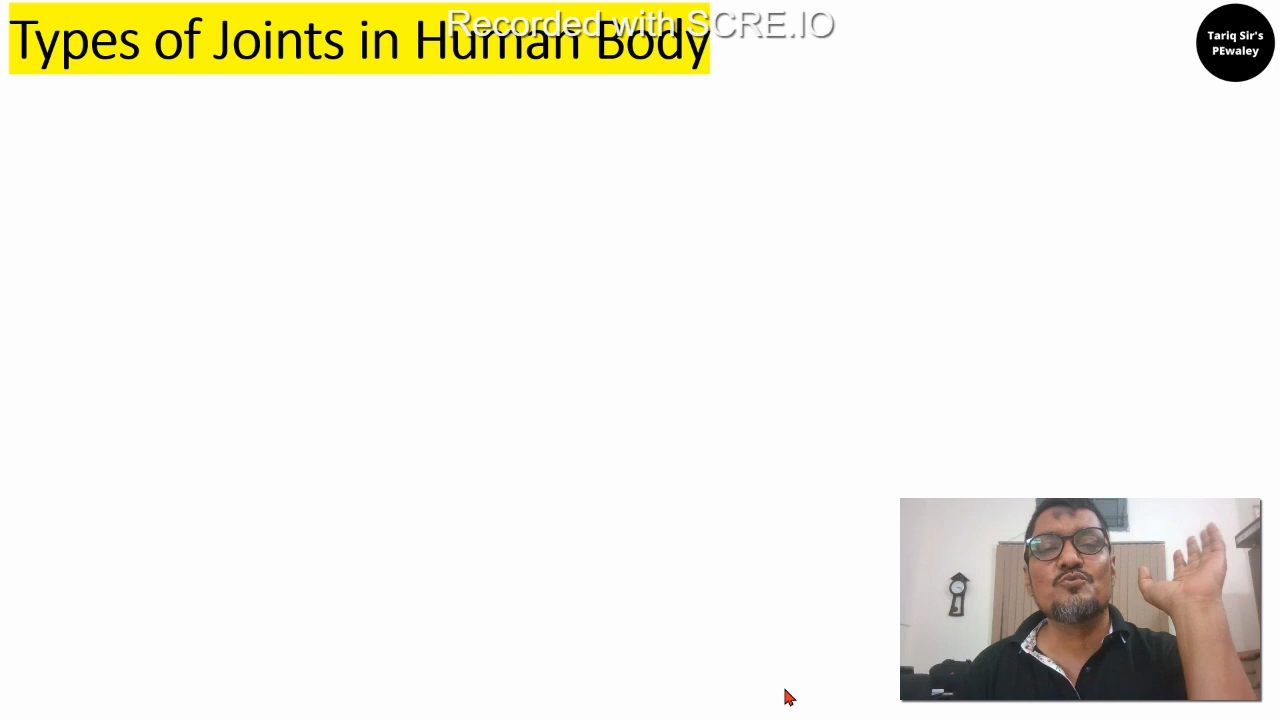 Types of Joints in Human Body
Recorded with SCRE.IO
Tariq Sir's
PEwaley